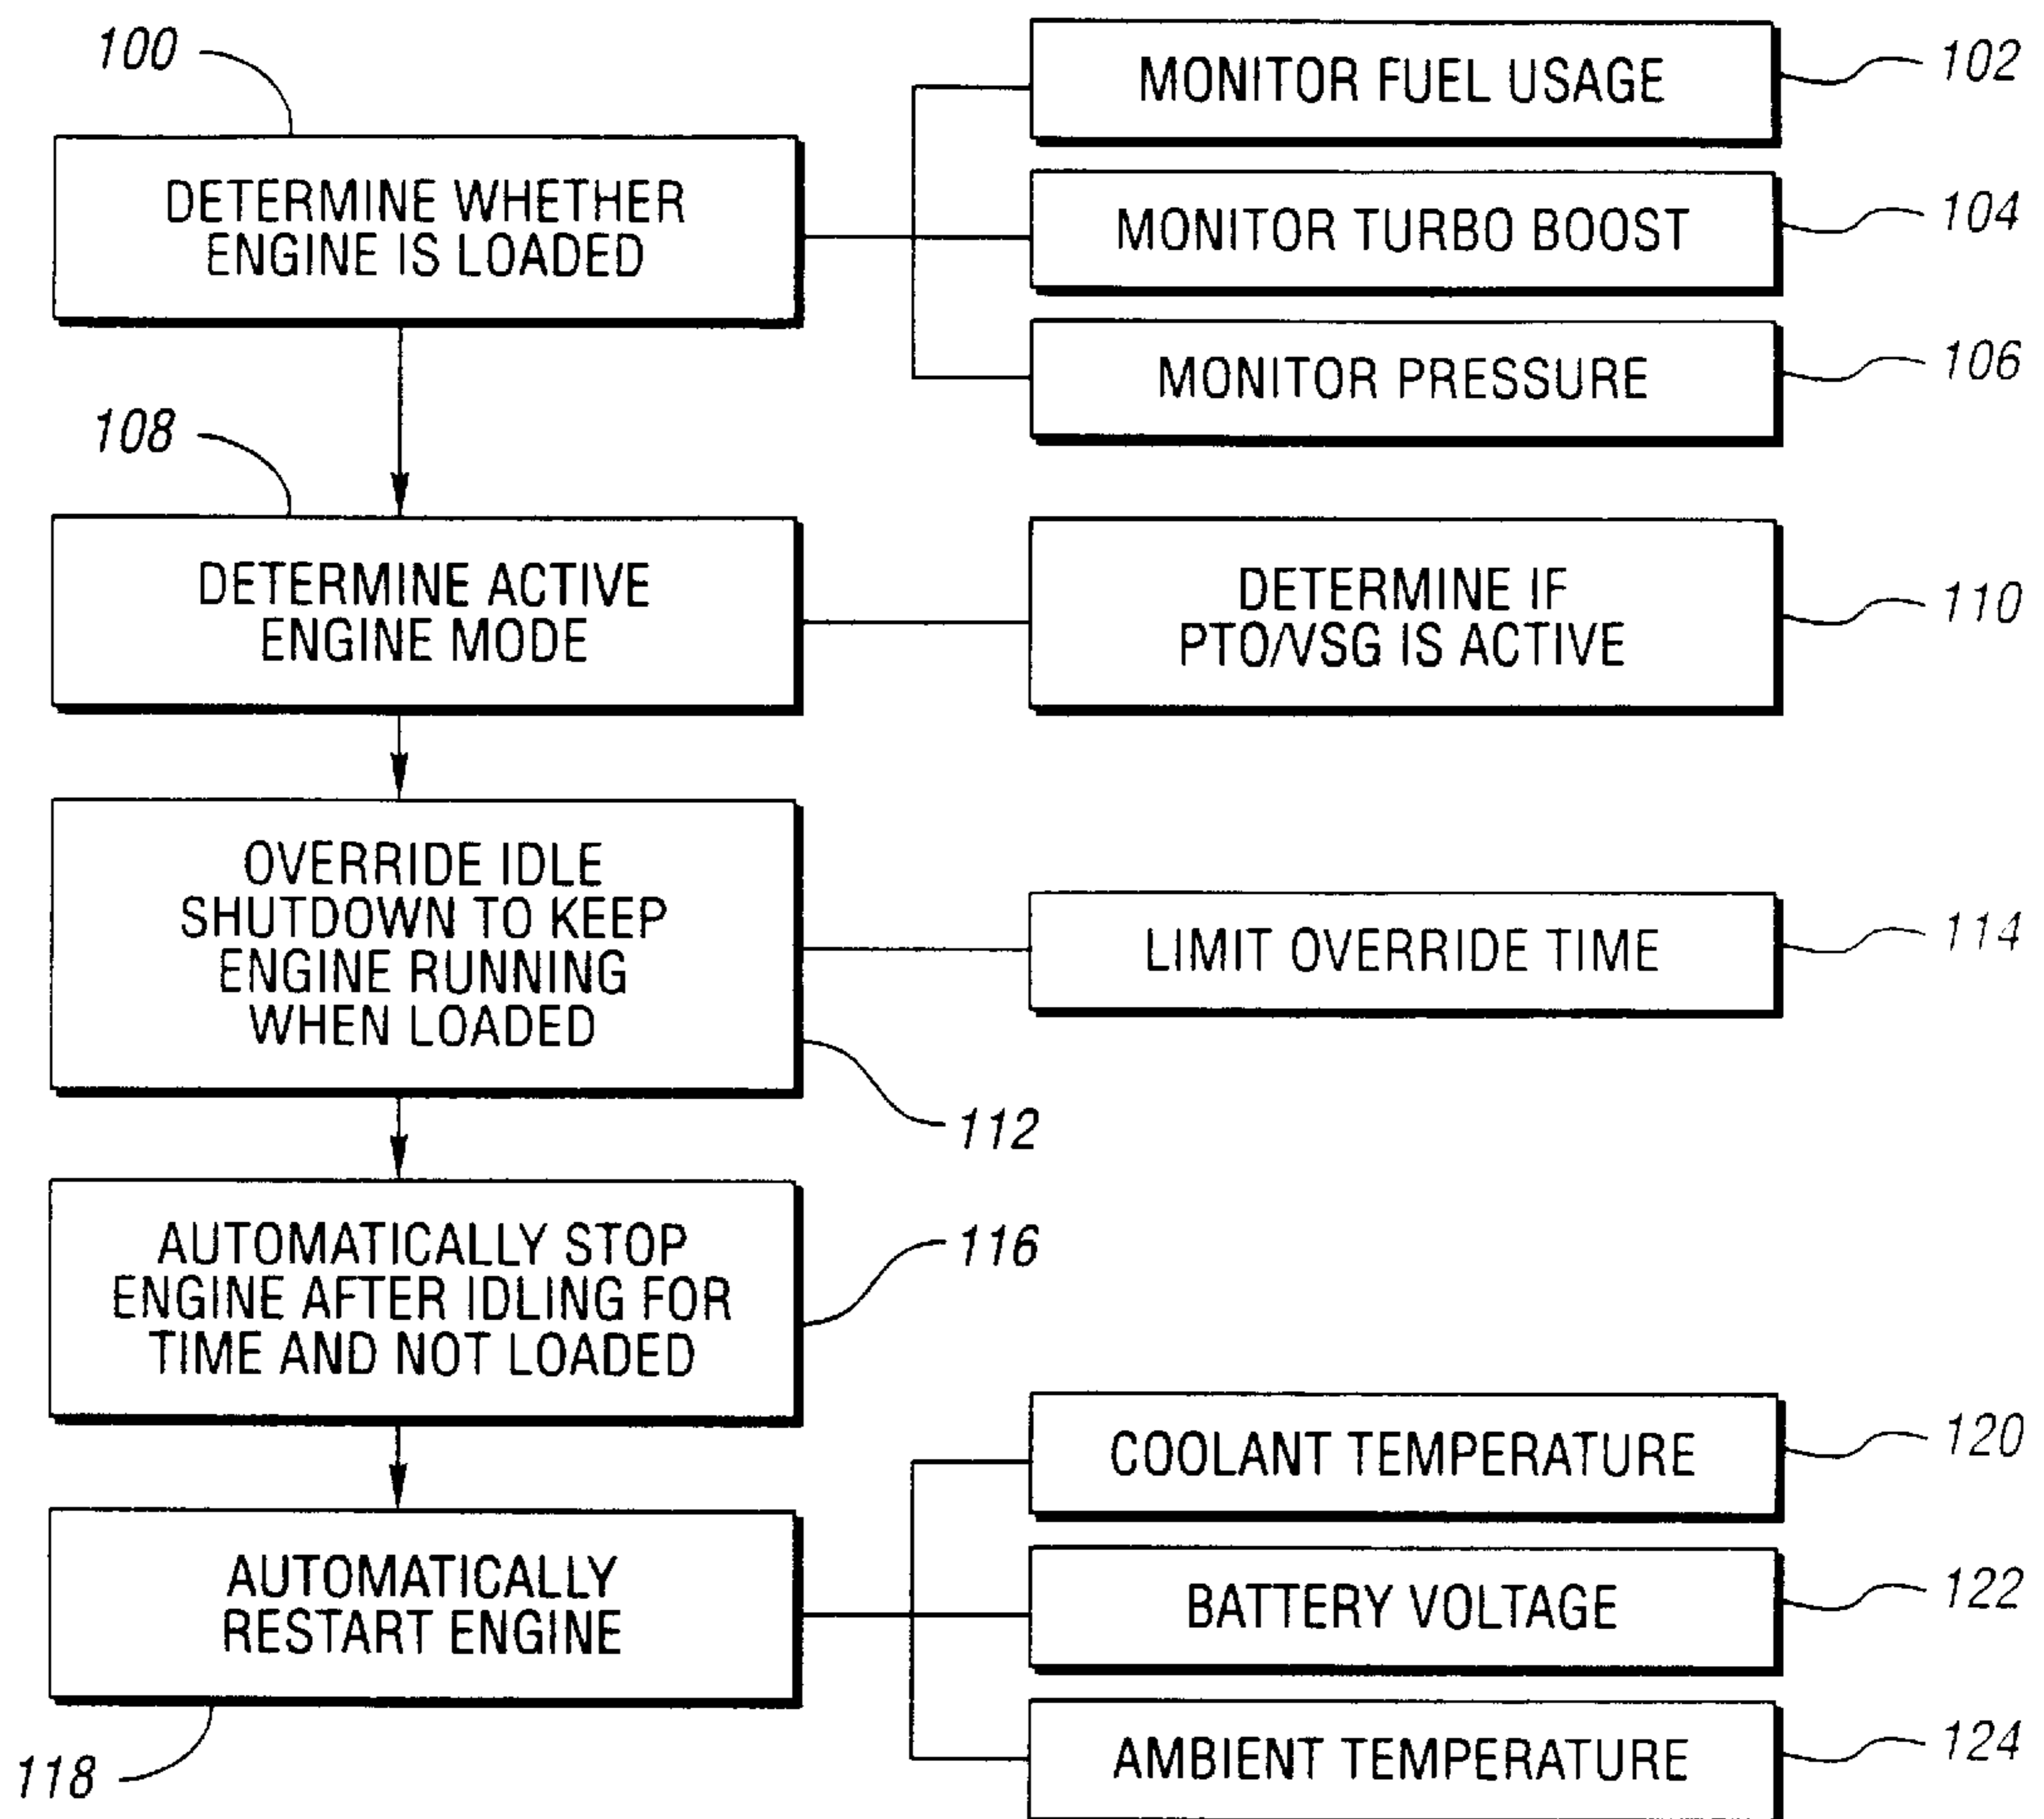 100
MONITOR FUEL USAGE
102
DETERMINE WHETHER
ENGINE IS LOADED
MONITOR TURBO BOOST
104
MONITOR PRESSURE
106
108
DETERMINE ACTIVE
ENGINE MODE
DETERMINE IF
PTO/VSG IS ACTIVE
110
OVERRIDE IDLE
SHUTDOWN TO KEEP
ENGINE RUNNING
WHEN LOADED
LIMIT OVERRIDE TIME
114
112
AUTOMATICALLY STOP
ENGINE AFTER IDLING FOR
TIME AND NOT LOADED
116
COOLANT TEMPERATURE
120
AUTOMATICALLY
RESTART ENGINE
BATTERY VOLTAGE
122
118
AMBIENT TEMPERATURE
124